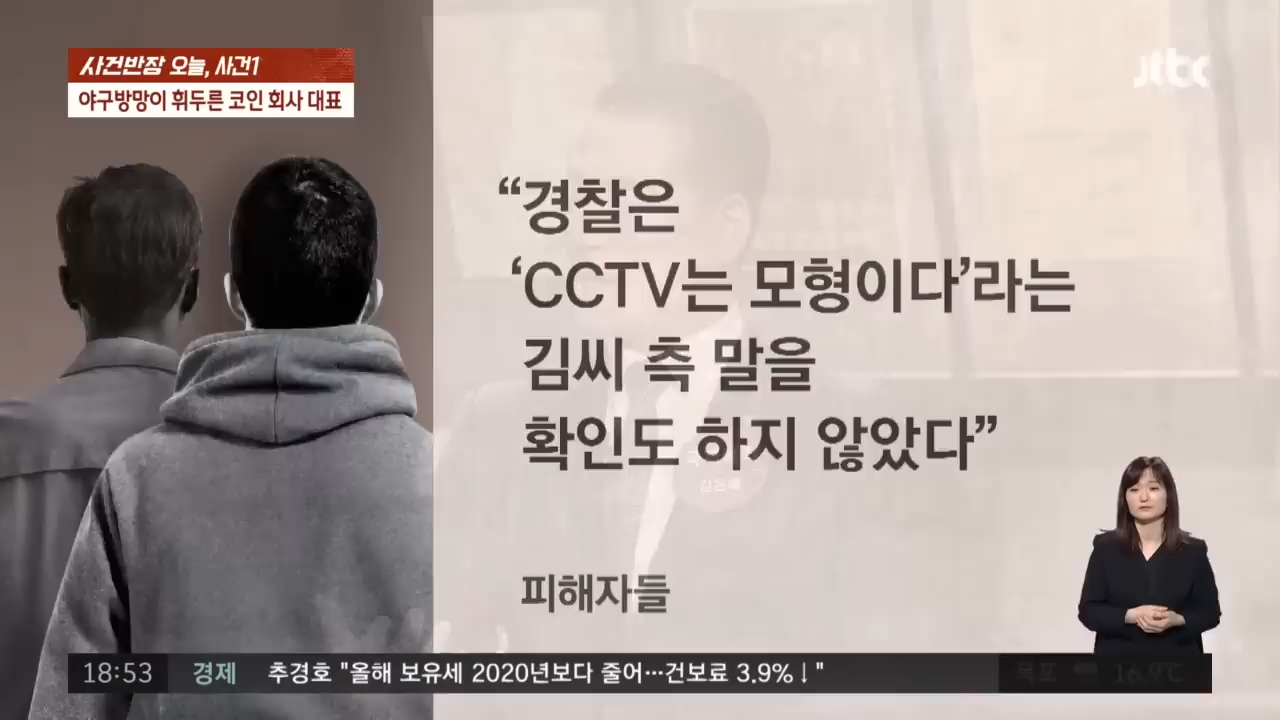 사건반장 오늘, 사건1
야구방망이 휘두른 코인 회사 대표
jtbc
“경찰은
‘CCTV는 모형이다’라는
김씨 측 말을
확인도 하지 않았다”
피해자들
18:53 경제 추경호 "올해 보유세 2020년보다 줄어…건보료 3.9%↓" 목포 16.9℃